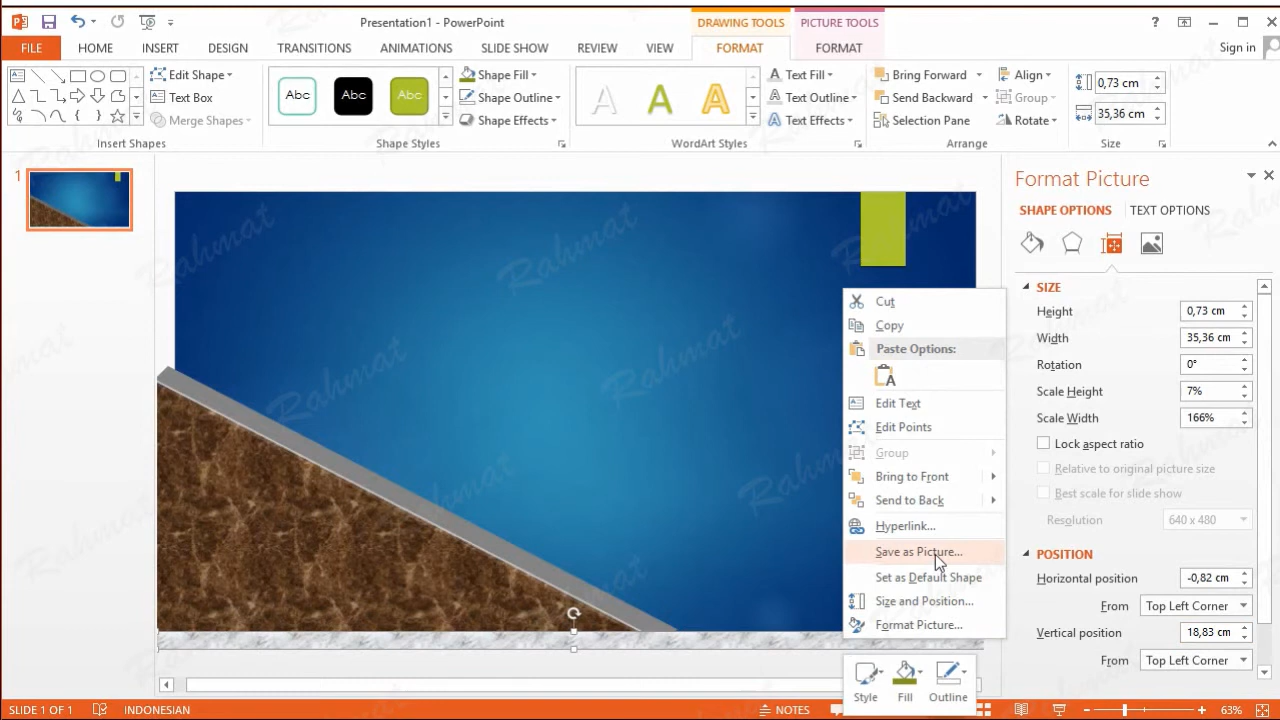 Presentation1 - PowerPoint
DRAWING TOOLS
PICTURE TOOLS
?
FILE
HOME
INSERT
DESIGN
TRANSITIONS
ANIMATIONS
SLIDE SHOW
REVIEW
VIEW
FORMAT
FORMAT
Sign in
Edit Shape
Text Box
Merge Shapes
Insert Shapes
Abc
Abc
Abc
Shape Fill
Shape Outline
Shape Effects
Shape Styles
A
A
A
Text Fill
Text Outline
Text Effects
WordArt Styles
Bring Forward
Send Backward
Selection Pane
Align
Group
Rotate
Arrange
0,73 cm
35,36 cm
Size
1
Cut
Copy
Paste Options:
Edit Text
Edit Points
Group
Bring to Front
Send to Back
Hyperlink...
Save as Picture...
Set as Default Shape
Size and Position...
Format Picture...
Style
Fill
Outline
Format Picture
SHAPE OPTIONS
TEXT OPTIONS
SIZE
Height
0,73 cm
Width
35,36 cm
Rotation
0°
Scale Height
7%
Scale Width
166%
Lock aspect ratio
Relative to original picture size
Best scale for slide show
Resolution
640 x 480
POSITION
Horizontal position
-0,82 cm
From
Top Left Corner
Vertical position
18,83 cm
From
Top Left Corner
SLIDE 1 OF 1
INDONESIAN
NOTES
63%
Rahmat
Rahmat
Rahmat
Rahmat
Rahmat
Rahmat
Rahmat
Rahmat